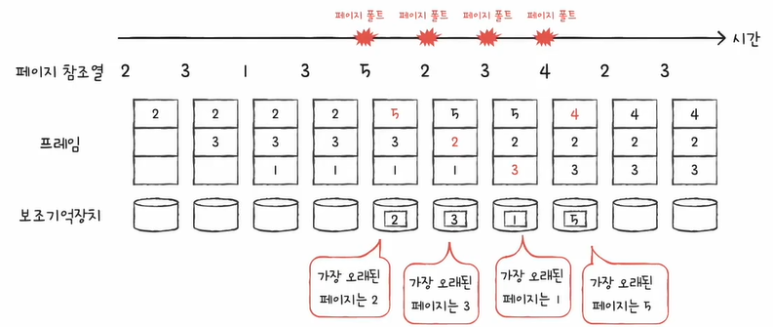 페이지 폴트 페이지 폴트 페이지 폴트 페이지 폴트
시간
페이지 참조열 2 3 1 3 5 2 3 4 2 3
2 2 2 2 5 5 5 4 4 4
프레임 3 3 3 3 2 2 2 2 2
1 1 1 1 3 3 3 3
보조기억장치 2 3 1 5
가장 오래된
페이지는 2
가장 오래된
페이지는 3
가장 오래된
페이지는 1
가장 오래된
페이지는 5